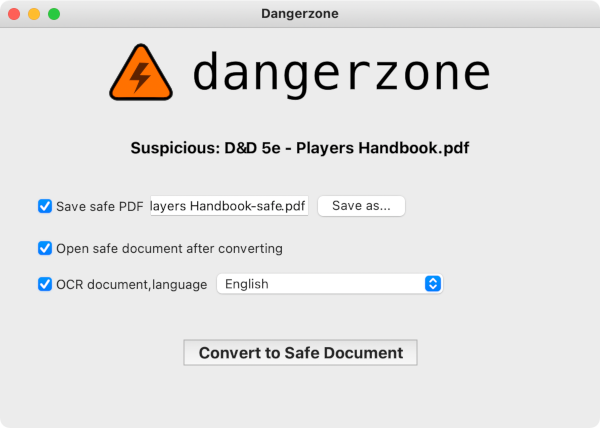 Dangerzone
dangerzone
Suspicious: D&D 5e - Players Handbook.pdf
Save safe PDF layers Handbook-safe.pdf Save as...
Open safe document after converting
OCR document,language English
Convert to Safe Document